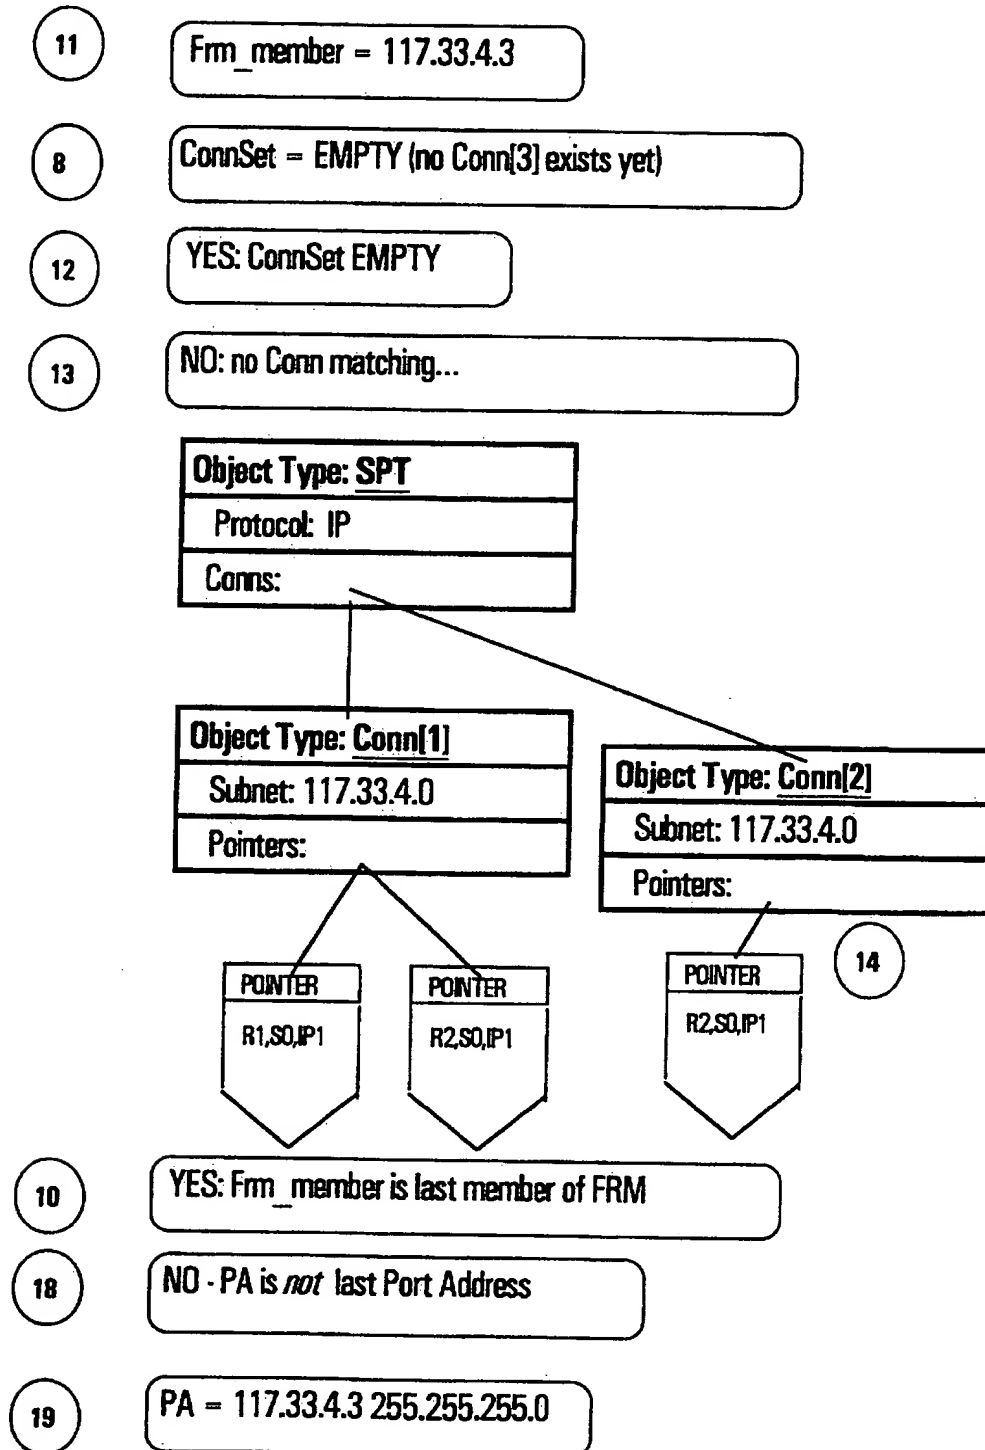 11
Frm_member = 117.33.4.3
8
ConnSet = EMPTY (no Conn[3] exists yet)
12
YES: ConnSet EMPTY
13
NO: no Conn matching...
Object Type: SPT
Protocol: IP
Conns:
Object Type: Conn[1]
Subnet: 117.33.4.0
Pointers:
Object Type: Conn[2]
Subnet: 117.33.4.0
Pointers:
14
POINTER
R1,S0,IP1
POINTER
R2,S0,IP1
POINTER
R2,S0,IP1
10
YES: Frm_member is last member of FRM
18
NO - PA is not last Port Address
19
PA = 117.33.4.3 255.255.255.0